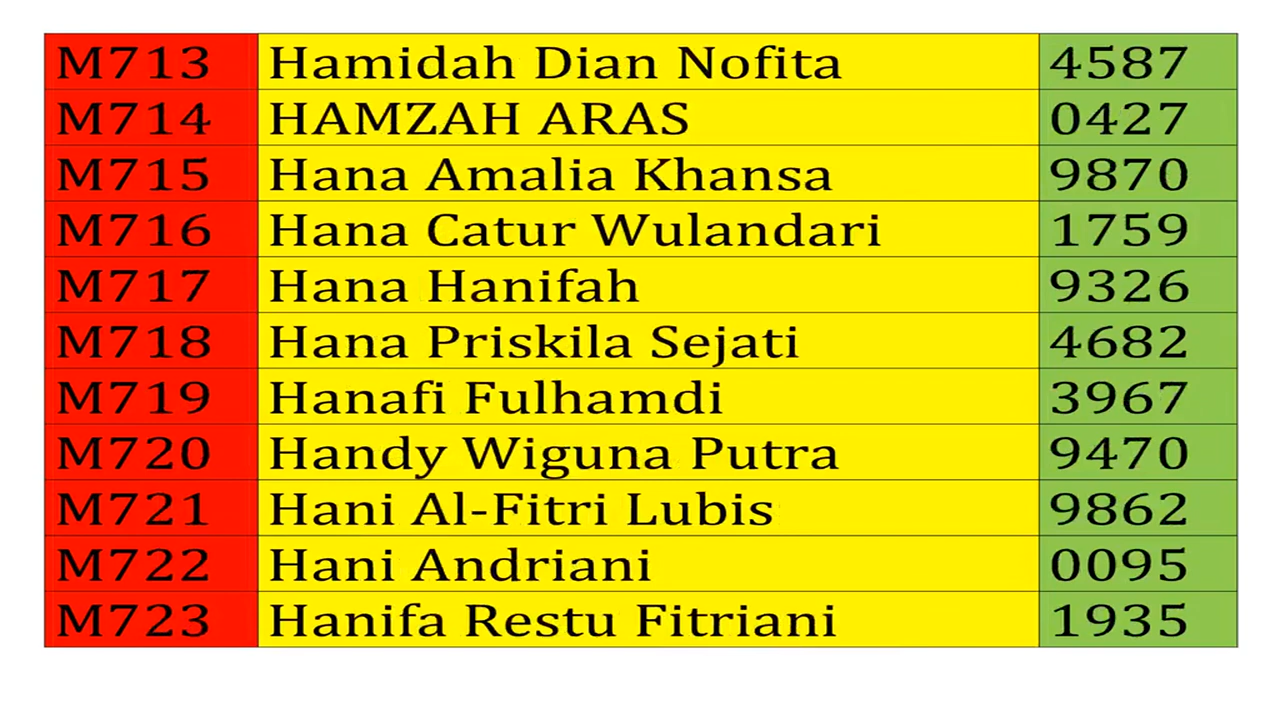 M713 Hamidah Dian Nofita 4587
M714 HAMZAH ARAS 0427
M715 Hana Amalia Khansa 9870
M716 Hana Catur Wulandari 1759
M717 Hana Hanifah 9326
M718 Hana Priskila Sejati 4682
M719 Hanafi Fulhamdi 3967
M720 Handy Wiguna Putra 9470
M721 Hani Al-Fitri Lubis 9862
M722 Hani Andriani 0095
M723 Hanifa Restu Fitriani 1935